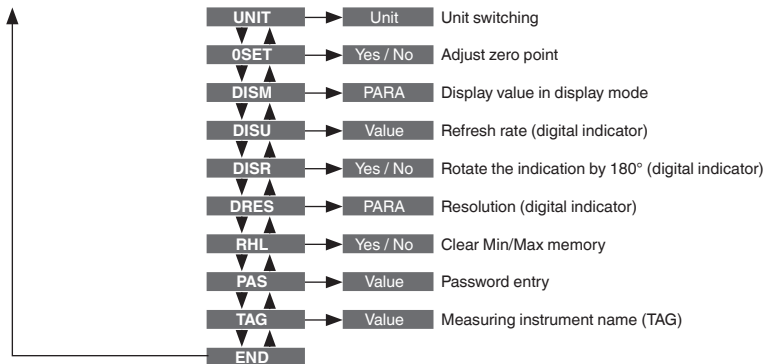 UNIT Unit Unit switching
0SET Yes / No Adjust zero point
DISM PARA Display value in display mode
DISU Value Refresh rate (digital indicator)
DISR Yes / No Rotate the indication by 180° (digital indicator)
DRES PARA Resolution (digital indicator)
RHL Yes / No Clear Min/Max memory
PAS Value Password entry
TAG Value Measuring instrument name (TAG)
END